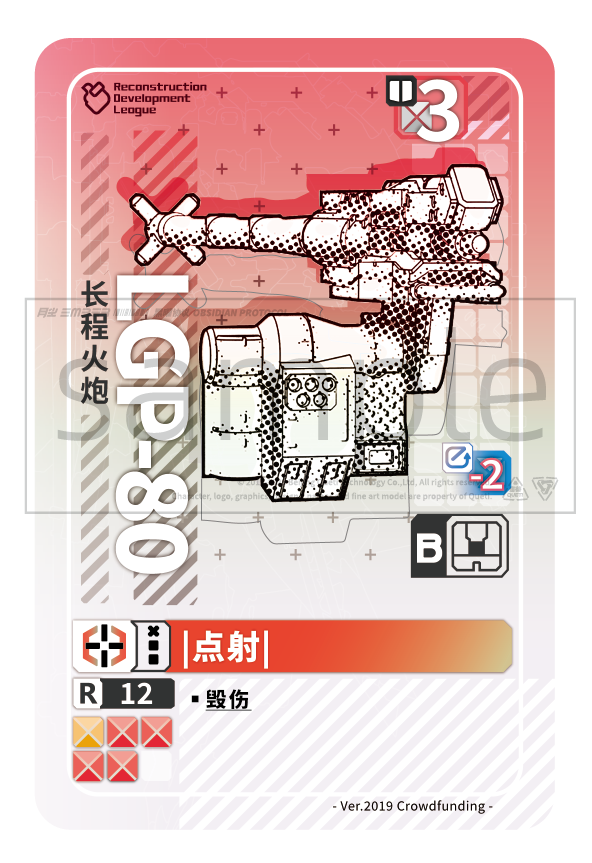 Reconstruction
Development
League
3
长程火炮
LGP-80
sample
-2
B
|点射|
R 12
▪ 毁伤
- Ver.2019 Crowdfunding -